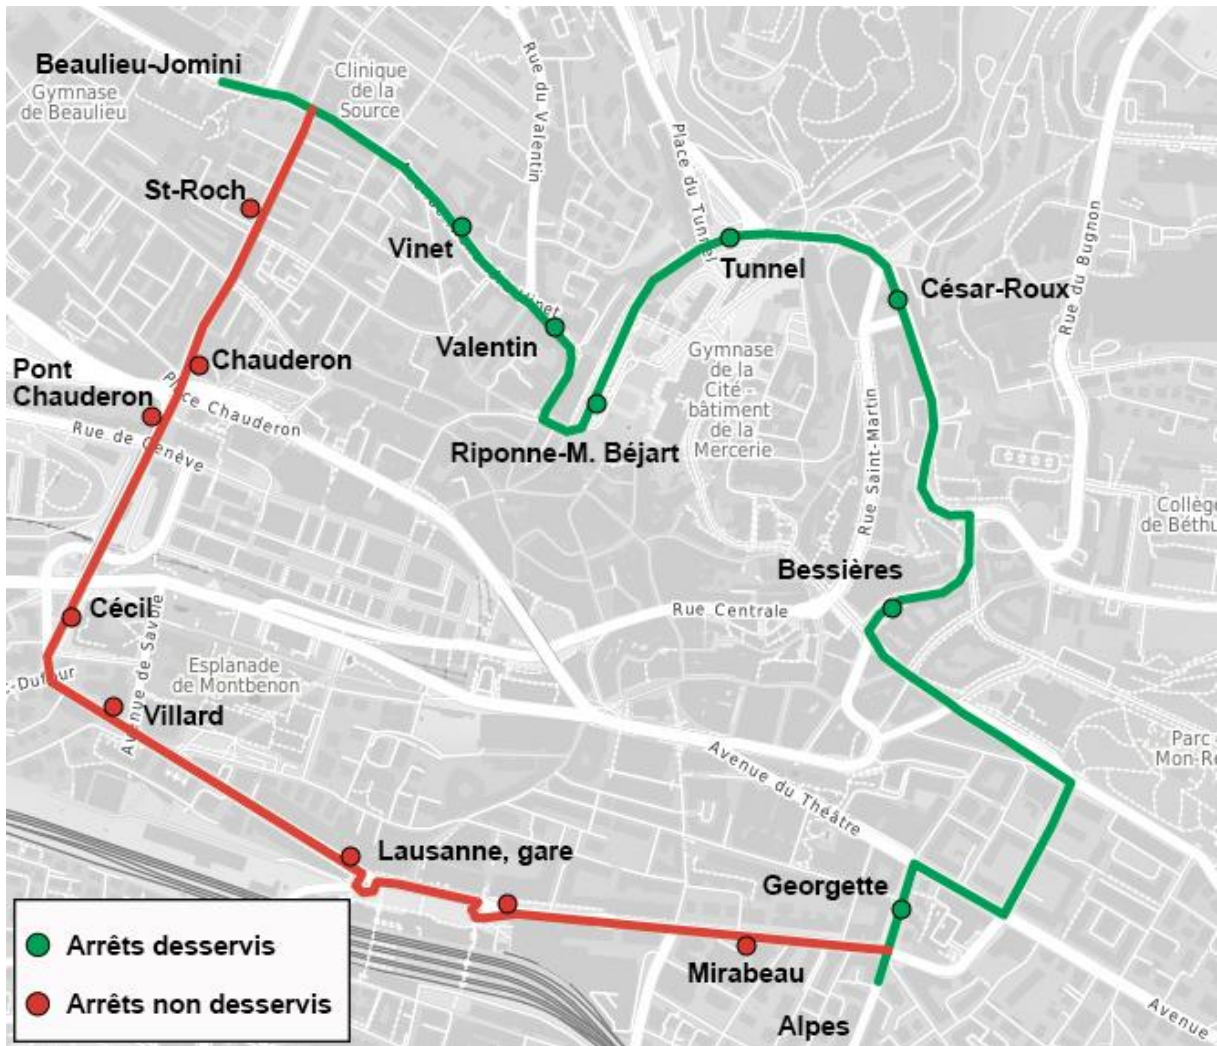 Beaulieu-Jomini
Gymnase
de Beaulieu
Clinique
de la
Source
Rue du Valentin
Place du Tunnel
Rue du Bugnon
St-Roch
Vinet
Tunnel
César-Roux
Valentin
Chauderon
Pont
Chauderon
Place Chauderon
Rue de Genève
Gymnase
de la
Cité -
bâtiment
de la
Mercerie
Riponne-M. Béjart
Rue Saint-Martin
Collège
de Béthu
Bessières
Rue Centrale
Cécil
Avenue de Savoie
Esplanade
de Montbenon
Villard
Parc
Mon-Re
Avenue du Théâtre
Lausanne, gare
Georgette
Mirabeau
Alpes
Avenue
Arrêts desservis
Arrêts non desservis